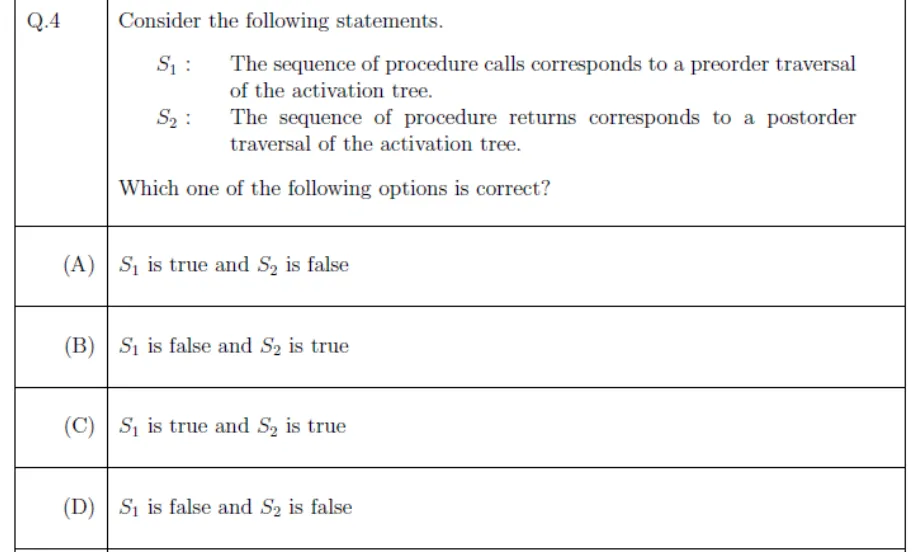 Q.4 Consider the following statements.
S₁ : The sequence of procedure calls corresponds to a preorder traversal
of the activation tree.
S₂ : The sequence of procedure returns corresponds to a postorder
traversal of the activation tree.
Which one of the following options is correct?
(A) S₁ is true and S₂ is false
(B) S₁ is false and S₂ is true
(C) S₁ is true and S₂ is true
(D) S₁ is false and S₂ is false